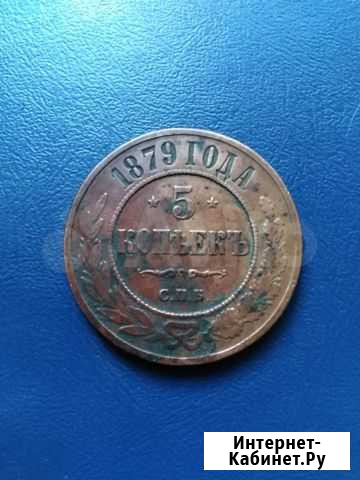 1879 ГОДА
* 5 *
КОПѢЕКЪ
С.П.Б.
Интернет-
Кабинет.Ру